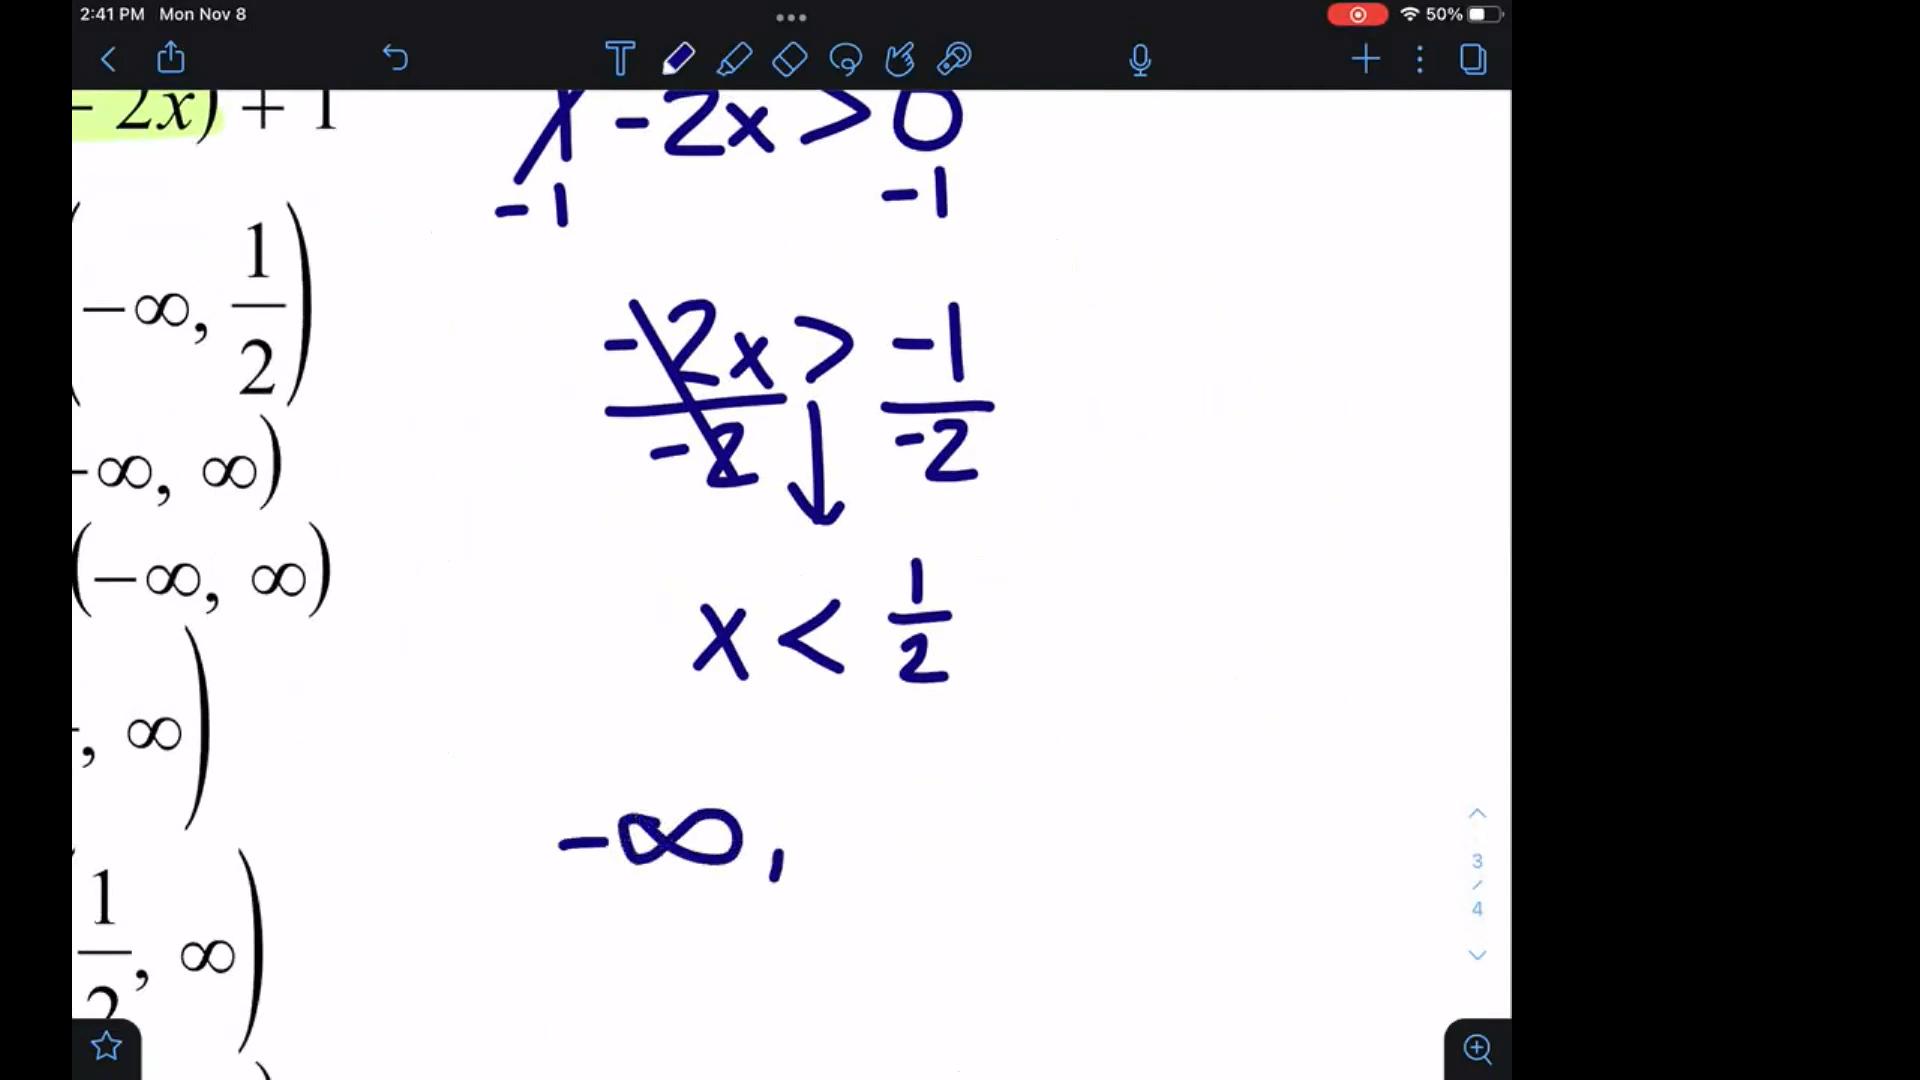 2:41 PM Mon Nov 8
50%
- 2x) + 1
1 - 2x > 0
-1 -1
(-∞, 1/2)
-2x > -1
-2 -2
-∞, ∞)
(-∞, ∞)
x < 1/2
, ∞)
-∞,
1/2, ∞)
3
/
4